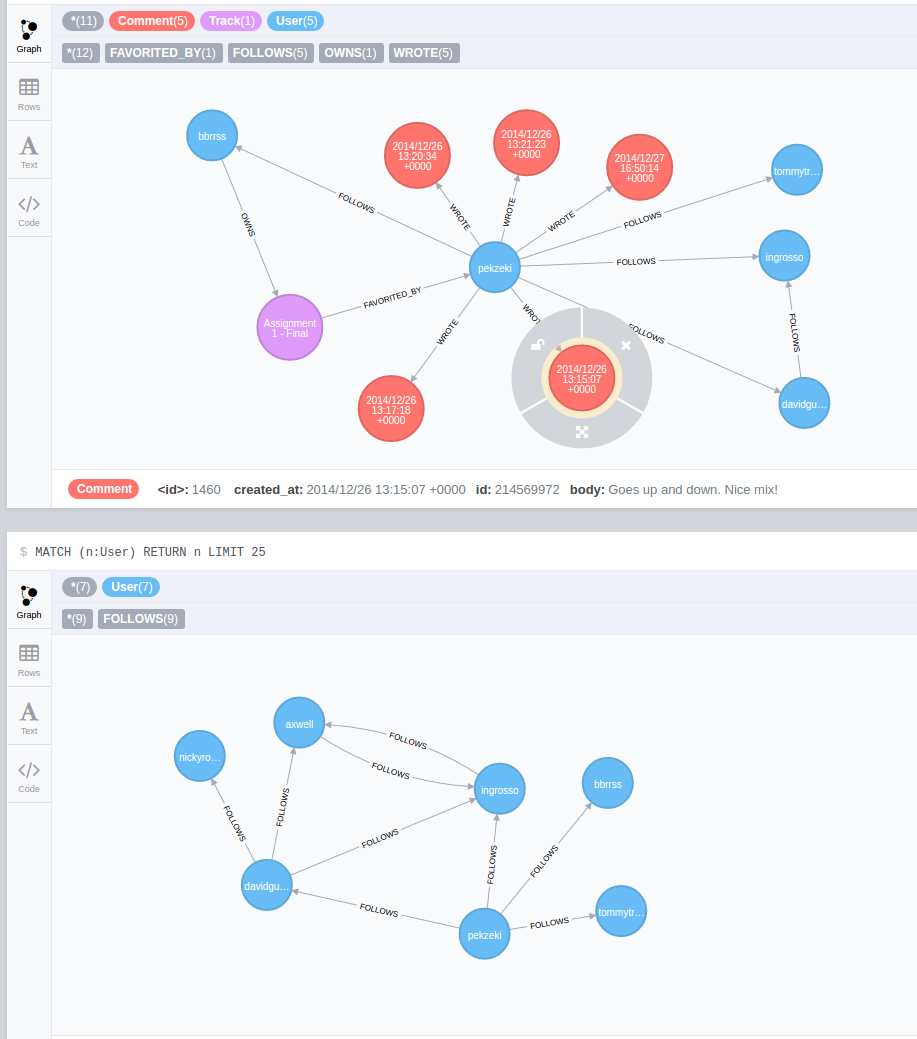 *(11) Comment(5) Track(1) User(5)
Graph
*(12) FAVORITED_BY(1) FOLLOWS(5) OWNS(1) WROTE(5)
Rows
Text
Code
bbrrss
2014/12/26
13:20:34
+0000
2014/12/26
13:21:23
+0000
2014/12/27
16:50:14
+0000
tommytr…
FOLLOWS
WROTE
WROTE
WROTE
FOLLOWS
OWNS
pekzeki
FOLLOWS
ingrosso
FAVORITED_BY
Assignment
1 - Final
WROTE
WROT
FOLLOWS
FOLLOWS
2014/12/26
13:17:18
+0000
2014/12/26
13:15:07
+0000
davidgu…
Comment <id>: 1460 created_at: 2014/12/26 13:15:07 +0000 id: 214569972 body: Goes up and down. Nice mix!
$ MATCH (n:User) RETURN n LIMIT 25
*(7) User(7)
Graph
*(9) FOLLOWS(9)
Rows
Text
Code
axwell
nickyro…
FOLLOWS
FOLLOWS
ingrosso
bbrrss
FOLLOWS
FOLLOWS
FOLLOWS
FOLLOWS
FOLLOWS
davidgu…
FOLLOWS
FOLLOWS
pekzeki
tommytr…